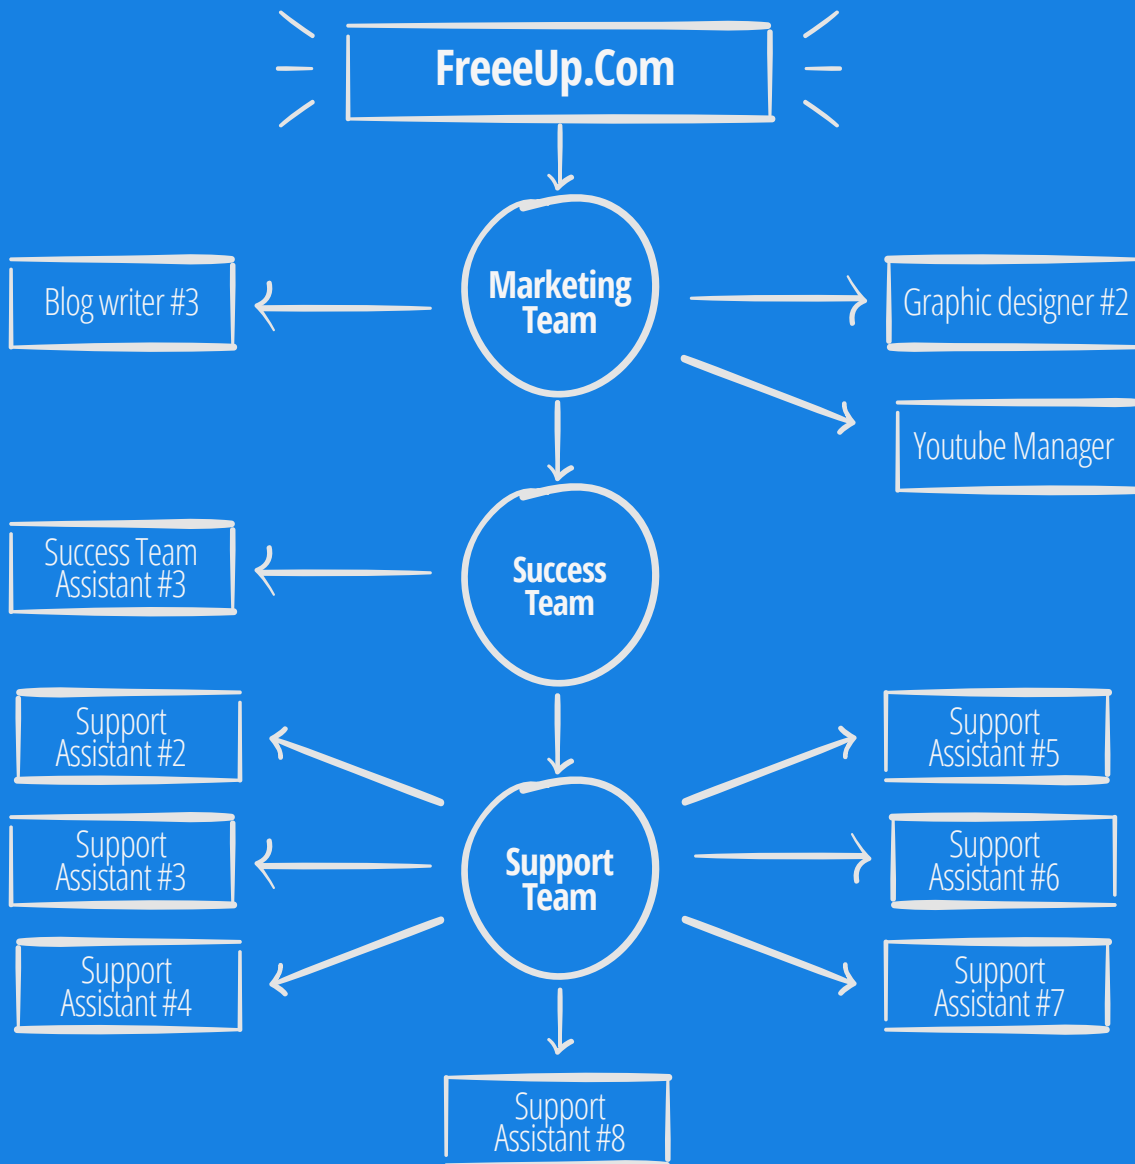 FreeeUp.Com
Marketing
Team
Blog writer #3
Graphic designer #2
Youtube Manager
Success Team
Assistant #3
Success
Team
Support
Assistant #2
Support
Assistant #5
Support
Assistant #3
Support
Team
Support
Assistant #6
Support
Assistant #4
Support
Assistant #7
Support
Assistant #8